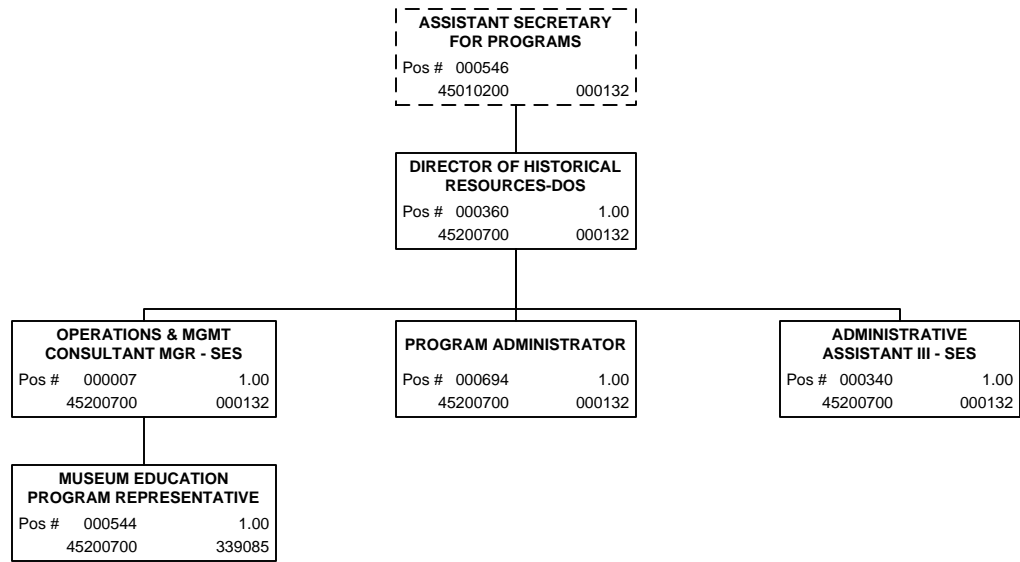 ASSISTANT SECRETARY
FOR PROGRAMS
Pos # 000546
45010200 000132
DIRECTOR OF HISTORICAL
RESOURCES-DOS
Pos # 000360 1.00
45200700 000132
OPERATIONS & MGMT
CONSULTANT MGR - SES
Pos # 000007 1.00
45200700 000132
PROGRAM ADMINISTRATOR
Pos # 000694 1.00
45200700 000132
ADMINISTRATIVE
ASSISTANT III - SES
Pos # 000340 1.00
45200700 000132
MUSEUM EDUCATION
PROGRAM REPRESENTATIVE
Pos # 000544 1.00
45200700 339085